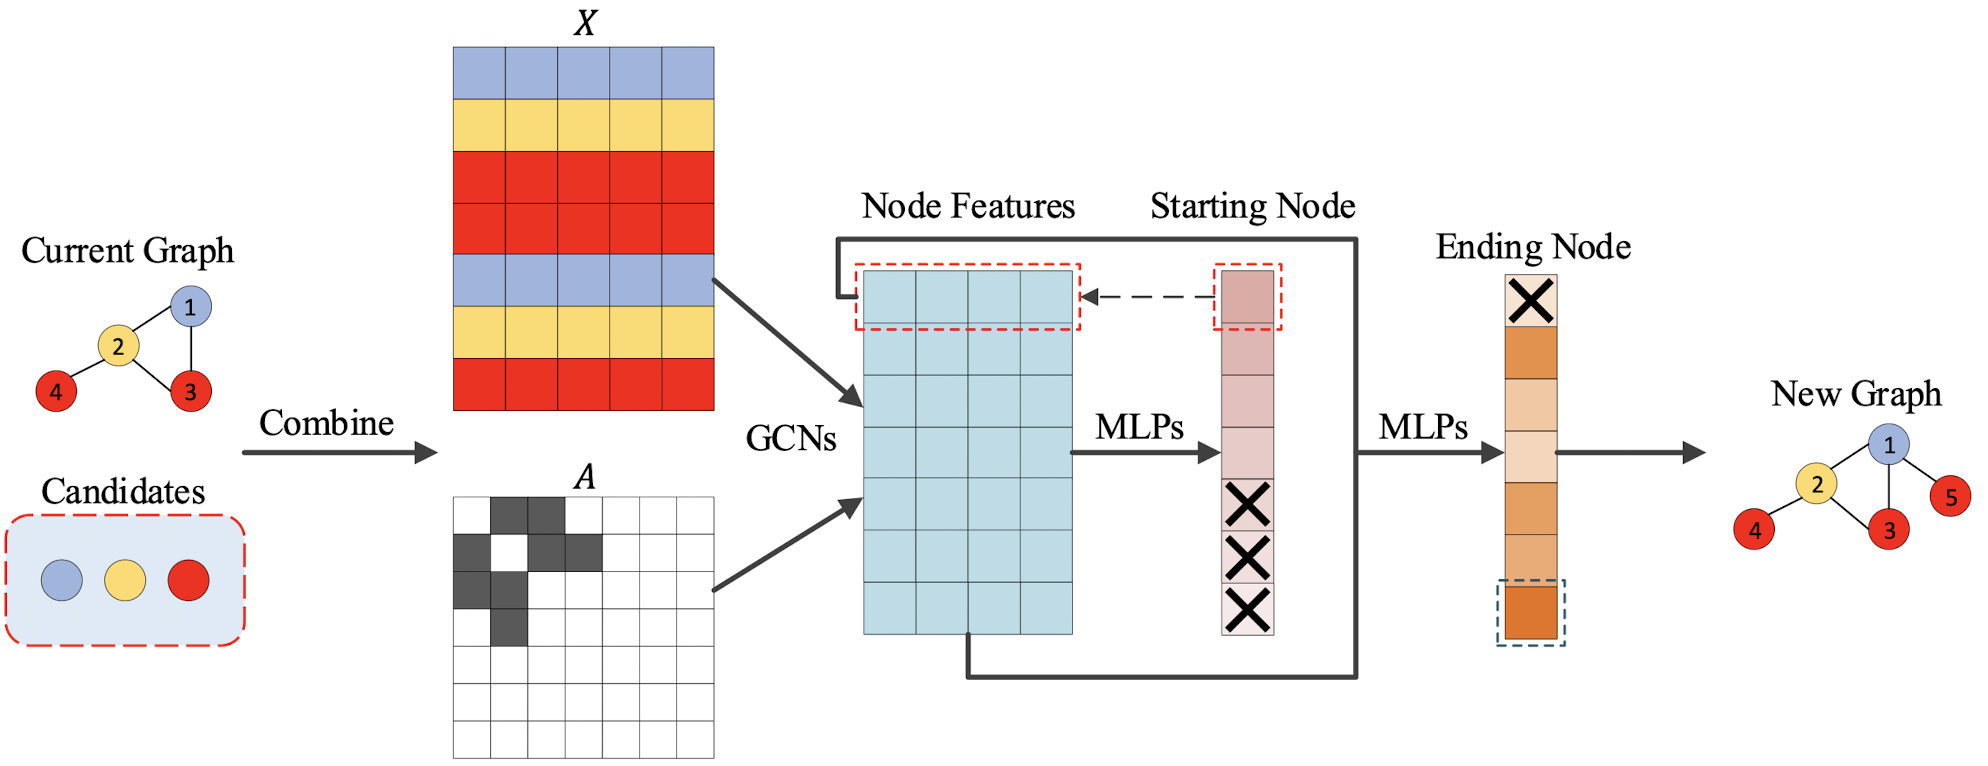 X
Current Graph
1
2
4
3
Combine
Candidates
A
GCNs
Node Features
Starting Node
MLPs
MLPs
Ending Node
New Graph
1
2
5
4
3